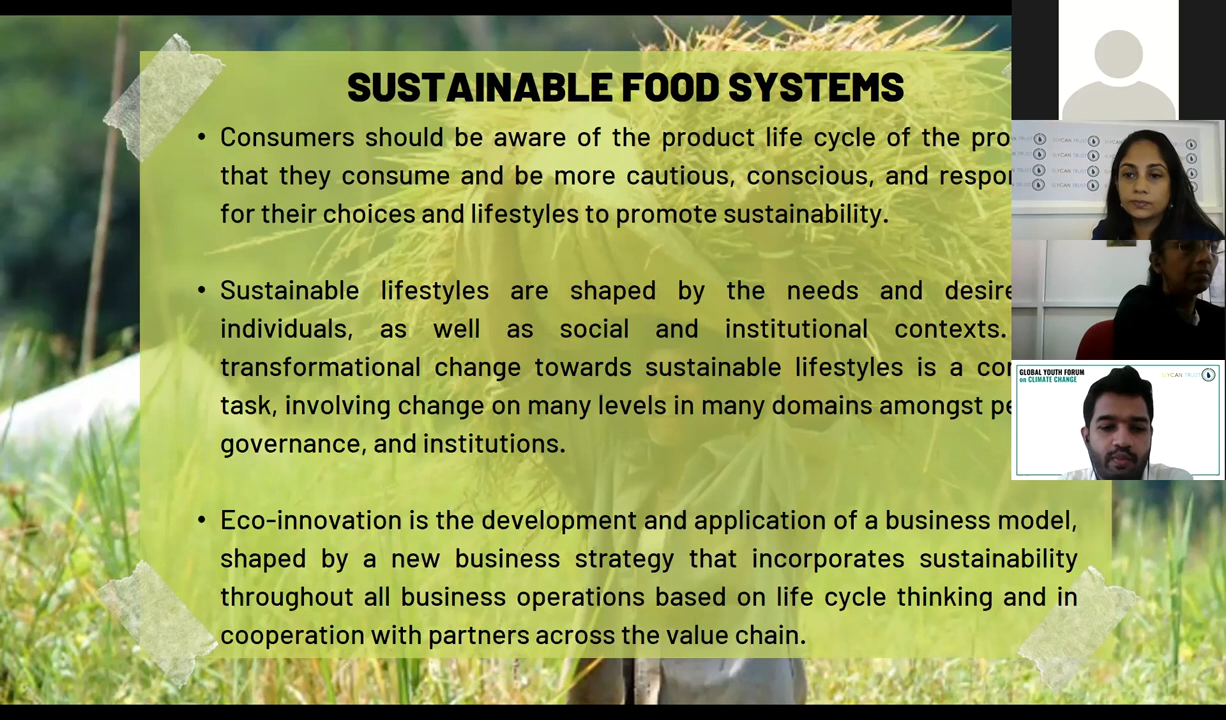 SUSTAINABLE FOOD SYSTEMS
• Consumers should be aware of the product life cycle of the
that they consume and be more cautious, conscious, and
for their choices and lifestyles to promote sustainability.
• Sustainable lifestyles are shaped by the needs and
individuals, as well as social and institutional contexts.
transformational change towards sustainable lifestyles is a
task, involving change on many levels in many domains amongst
governance, and institutions.
• Eco-innovation is the development and application of a business model,
shaped by a new business strategy that incorporates sustainability
throughout all business operations based on life cycle thinking and in
cooperation with partners across the value chain.
GLOBAL YOUTH FORUM
on CLIMATE CHANGE